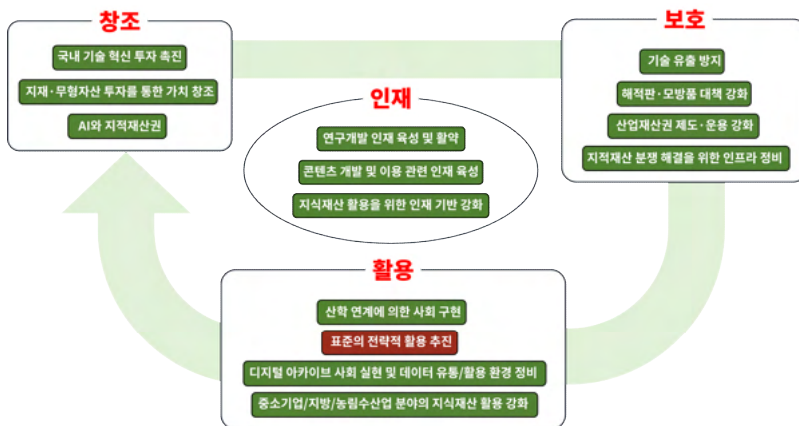 창조
국내 기술 혁신 투자 촉진
지재·무형자산 투자를 통한 가치 창조
AI와 지적재산권
보호
기술 유출 방지
해적판·모방품 대책 강화
산업재산권 제도·운용 강화
지적재산 분쟁 해결을 위한 인프라 정비
인재
연구개발 인재 육성 및 활약
콘텐츠 개발 및 이용 관련 인재 육성
지식재산 활용을 위한 인재 기반 강화
활용
산학 연계에 의한 사회 구현
표준의 전략적 활용 추진
디지털 아카이브 사회 실현 및 데이터 유통/활용 환경 정비
중소기업/지방/농림수산업 분야의 지식재산 활용 강화